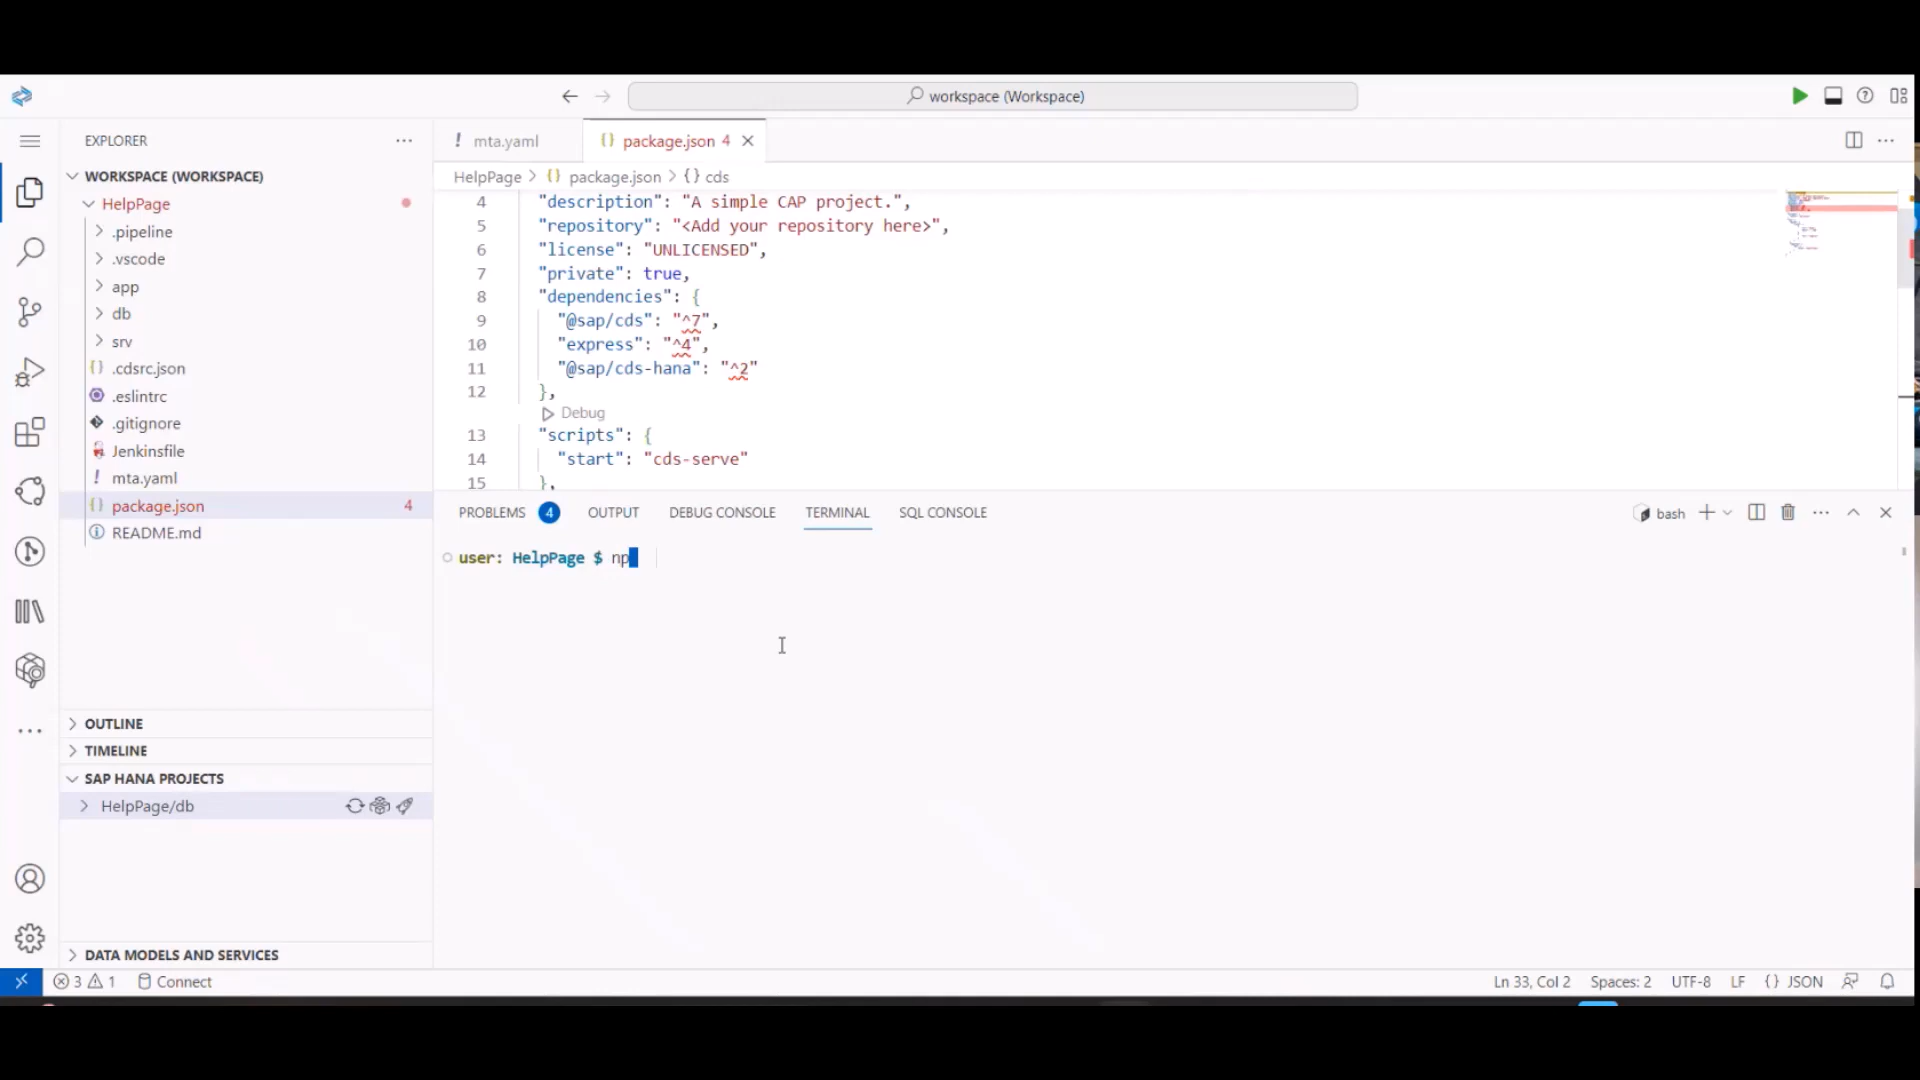 workspace (Workspace)
EXPLORER
WORKSPACE (WORKSPACE)
HelpPage
.pipeline
.vscode
app
db
srv
.cdsrc.json
.eslintrc
.gitignore
Jenkinsfile
mta.yaml
package.json 4
README.md
OUTLINE
TIMELINE
SAP HANA PROJECTS
HelpPage/db
DATA MODELS AND SERVICES
mta.yaml
package.json 4
HelpPage > {} package.json > {} cds
4 "description": "A simple CAP project.",
5 "repository": "<Add your repository here>",
6 "license": "UNLICENSED",
7 "private": true,
8 "dependencies": {
9 "@sap/cds": "^7",
10 "express": "^4",
11 "@sap/cds-hana": "^2"
12 },
Debug
13 "scripts": {
14 "start": "cds-serve"
15 },
PROBLEMS 4 OUTPUT DEBUG CONSOLE TERMINAL SQL CONSOLE
bash
user: HelpPage $ np
3 1 Connect
Ln 33, Col 2 Spaces: 2 UTF-8 LF {} JSON